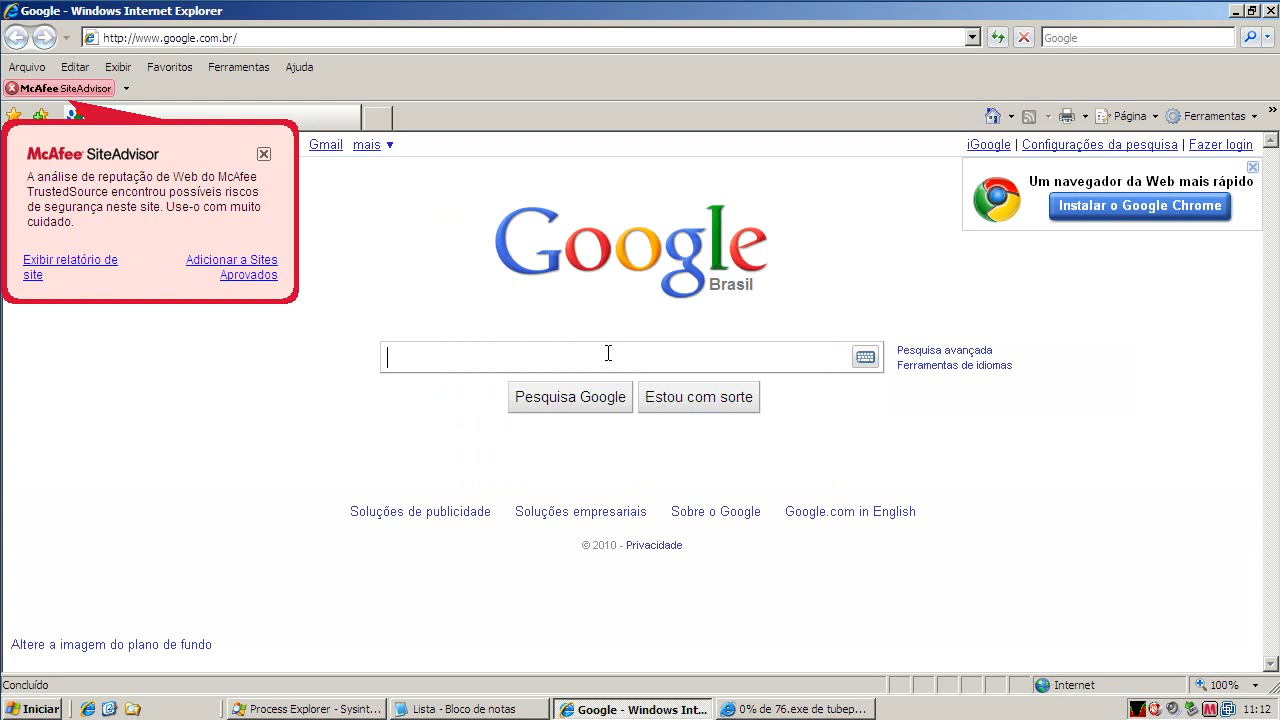 Google - Windows Internet Explorer
http://www.google.com.br/
Google
Arquivo Editar Exibir Favoritos Ferramentas Ajuda
McAfee SiteAdvisor
Página Ferramentas »
McAfee SiteAdvisor
A análise de reputação de Web do McAfee
TrustedSource encontrou possíveis riscos
de segurança neste site. Use-o com muito
cuidado.
Exibir relatório de
site
Adicionar a Sites
Aprovados
Gmail mais ▼
iGoogle | Configurações da pesquisa | Fazer login
Um navegador da Web mais rápido
Instalar o Google Chrome
Google
Brasil
Pesquisa avançada
Ferramentas de idiomas
Pesquisa Google Estou com sorte
Soluções de publicidade Soluções empresariais Sobre o Google Google.com in English
© 2010 - Privacidade
Altere a imagem do plano de fundo
Concluído Internet 100%
Iniciar Process Explorer - Sysint... Lista - Bloco de notas Google - Windows Int... 0% de 76.exe de tubep... 11:12